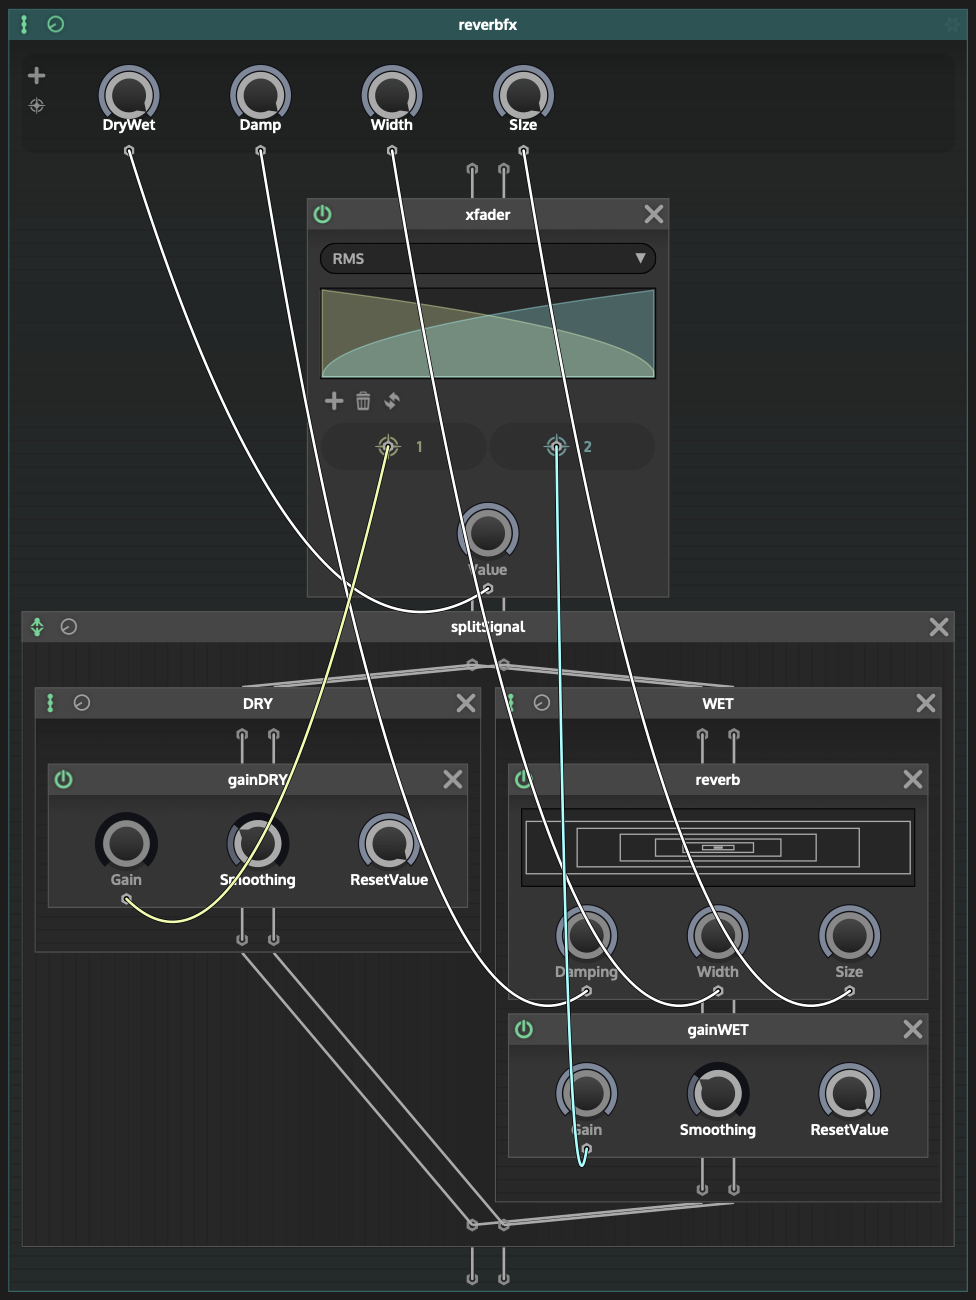 reverbfx
DryWet Damp Width Size
xfader
RMS
1 2
Value
splitSignal
DRY WET
gainDRY reverb
Gain Smoothing ResetValue
Damping Width Size
gainWET
Gain Smoothing ResetValue